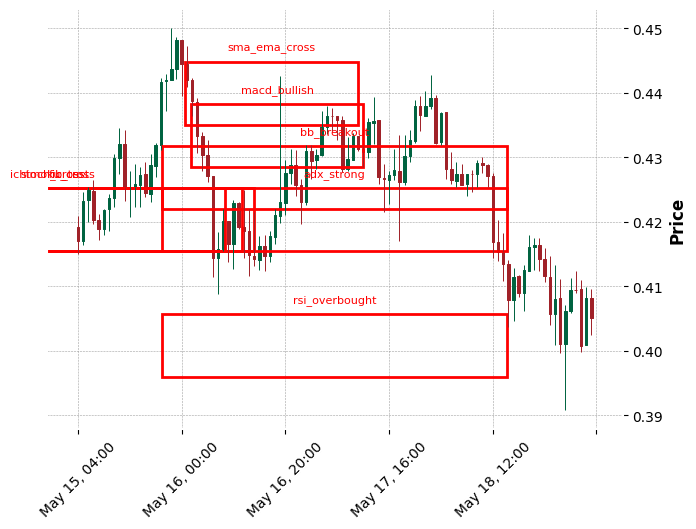 0.45
sma_ema_cross
0.44
macd_bullish
bb_breakout
0.43
adx_strong
0.42
Price
0.41
rsi_overbought
0.40
0.39
May 15, 04:00
May 16, 00:00
May 16, 20:00
May 17, 16:00
May 18, 12:00